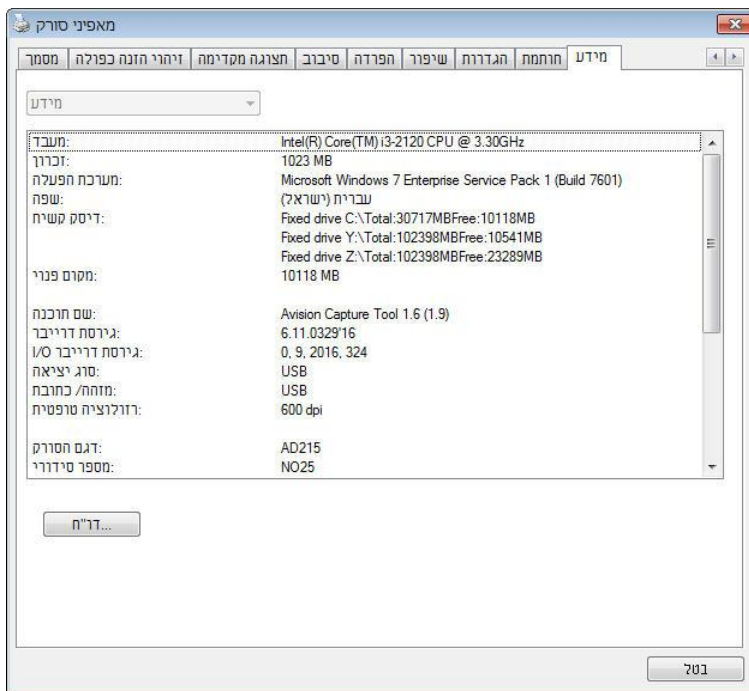 מאפיני סורק
מסמך זיהוי הזנה כפולה תצוגה מקדימה סיבוב הפרדה שיפור הגדרות חותמת מידע
מידע
מעבד: Intel(R) Core(TM) i3-2120 CPU @ 3.30GHz
זכרון: 1023 MB
מערכת הפעלה: Microsoft Windows 7 Enterprise Service Pack 1 (Build 7601)
שפה: עברית (ישראל)
דיסק קשיח: Fixed drive C:\Total:30717MBFree:10118MB
Fixed drive Y:\Total:102398MBFree:10541MB
Fixed drive Z:\Total:102398MBFree:23289MB
מקום פנוי: 10118 MB
שם תוכנה: Avision Capture Tool 1.6 (1.9)
גירסת דרייבר: 6.11.0329'16
גירסת דרייבר I/O: 0, 9, 2016, 324
סוג יציאה: USB
מזהה/ כתובת: USB
רזולוציה טופטית: 600 dpi
דגם הסורק: AD215
מספר סידורי: NO25
דו"ח...
בטל